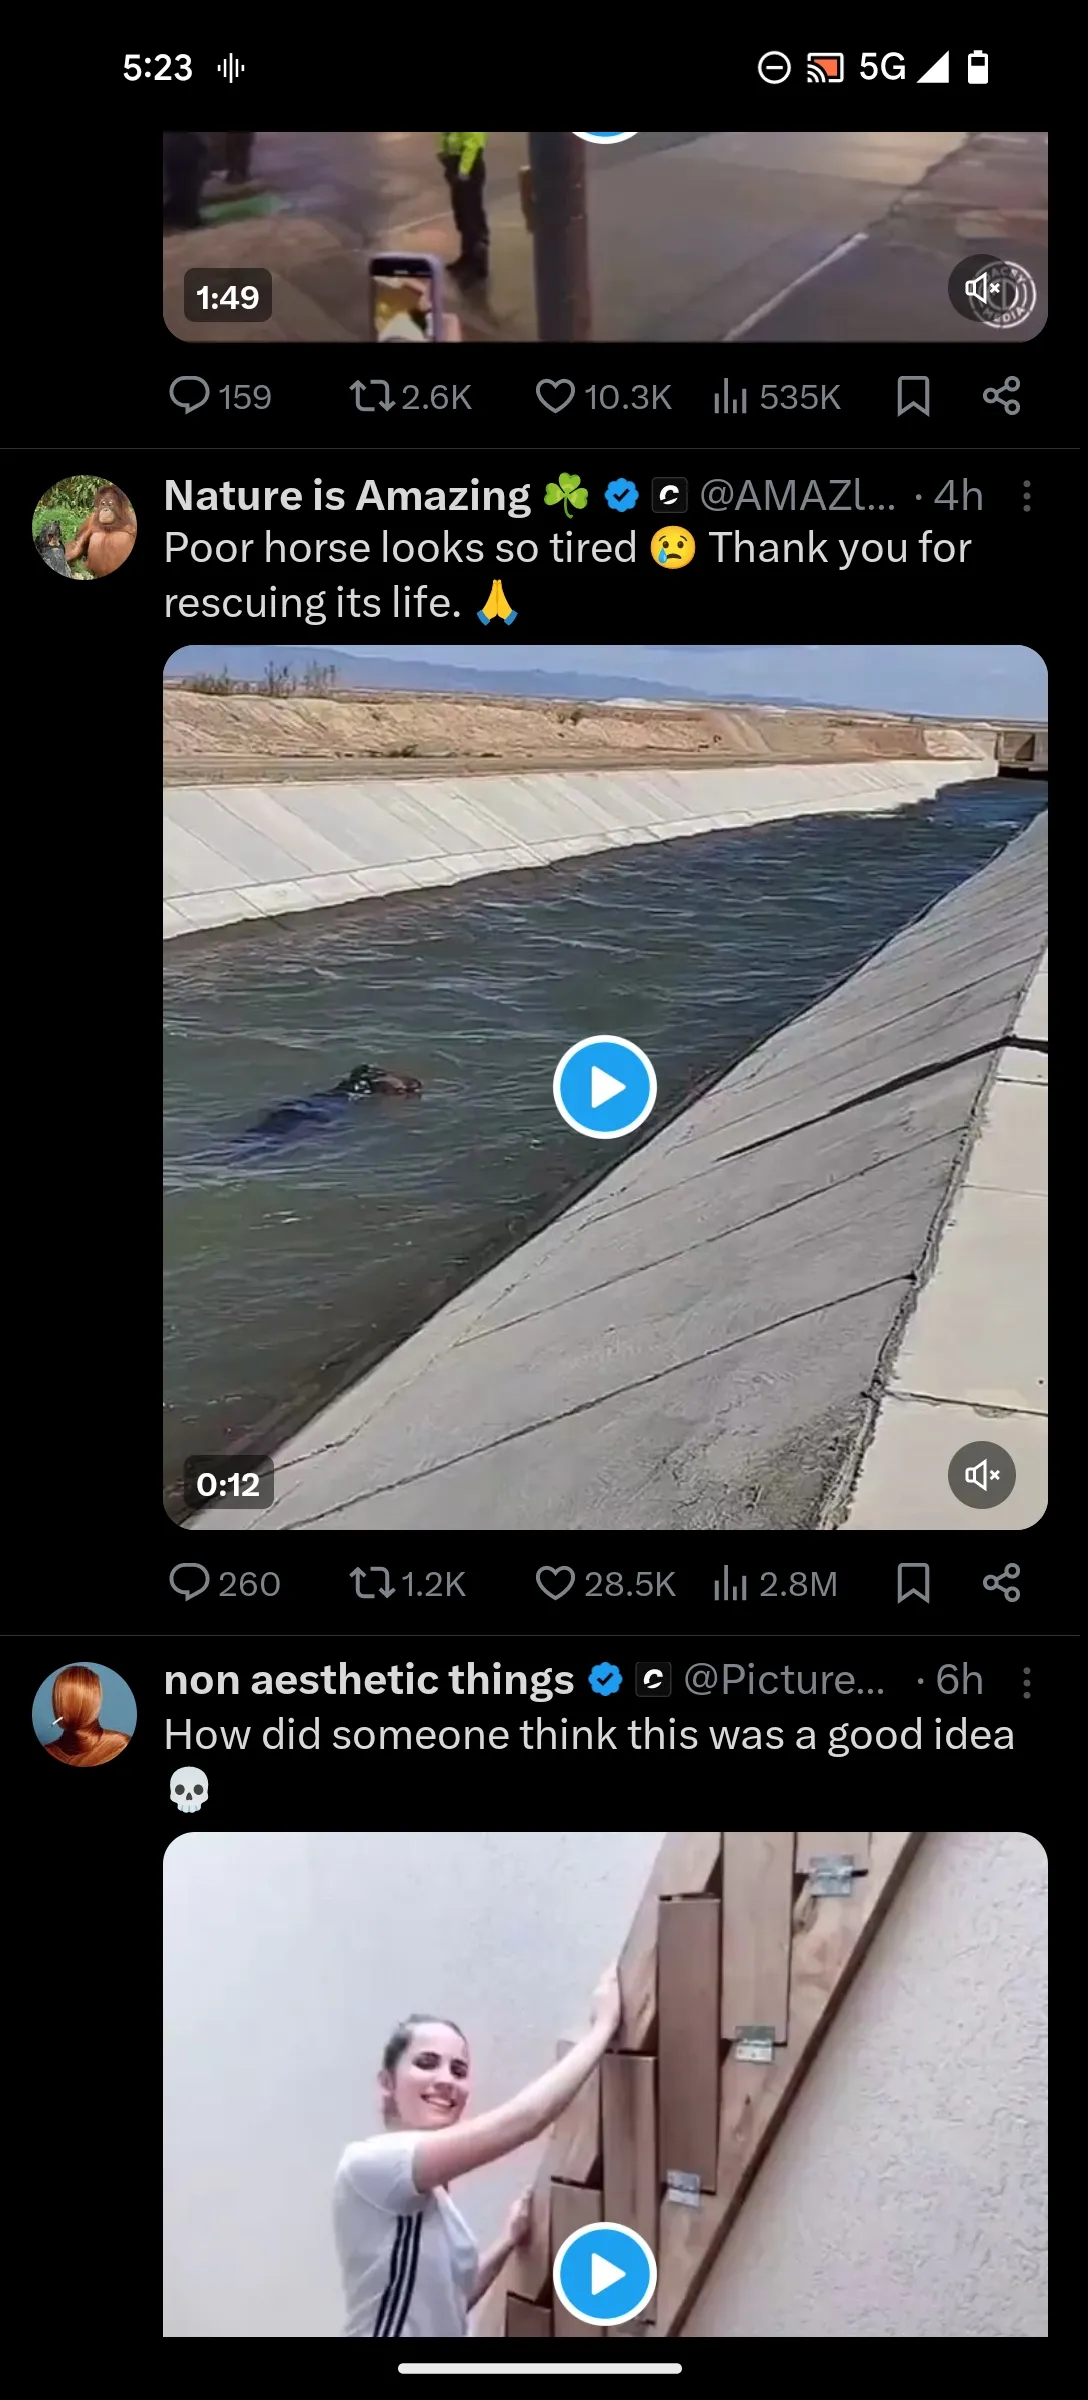 5:23 5G
1:49
159 2.6K 10.3K 535K
Nature is Amazing ☘️ @AMAZl... · 4h
Poor horse looks so tired 😢 Thank you for
rescuing its life. 🙏
0:12
260 1.2K 28.5K 2.8M
non aesthetic things @Picture... · 6h
How did someone think this was a good idea
💀